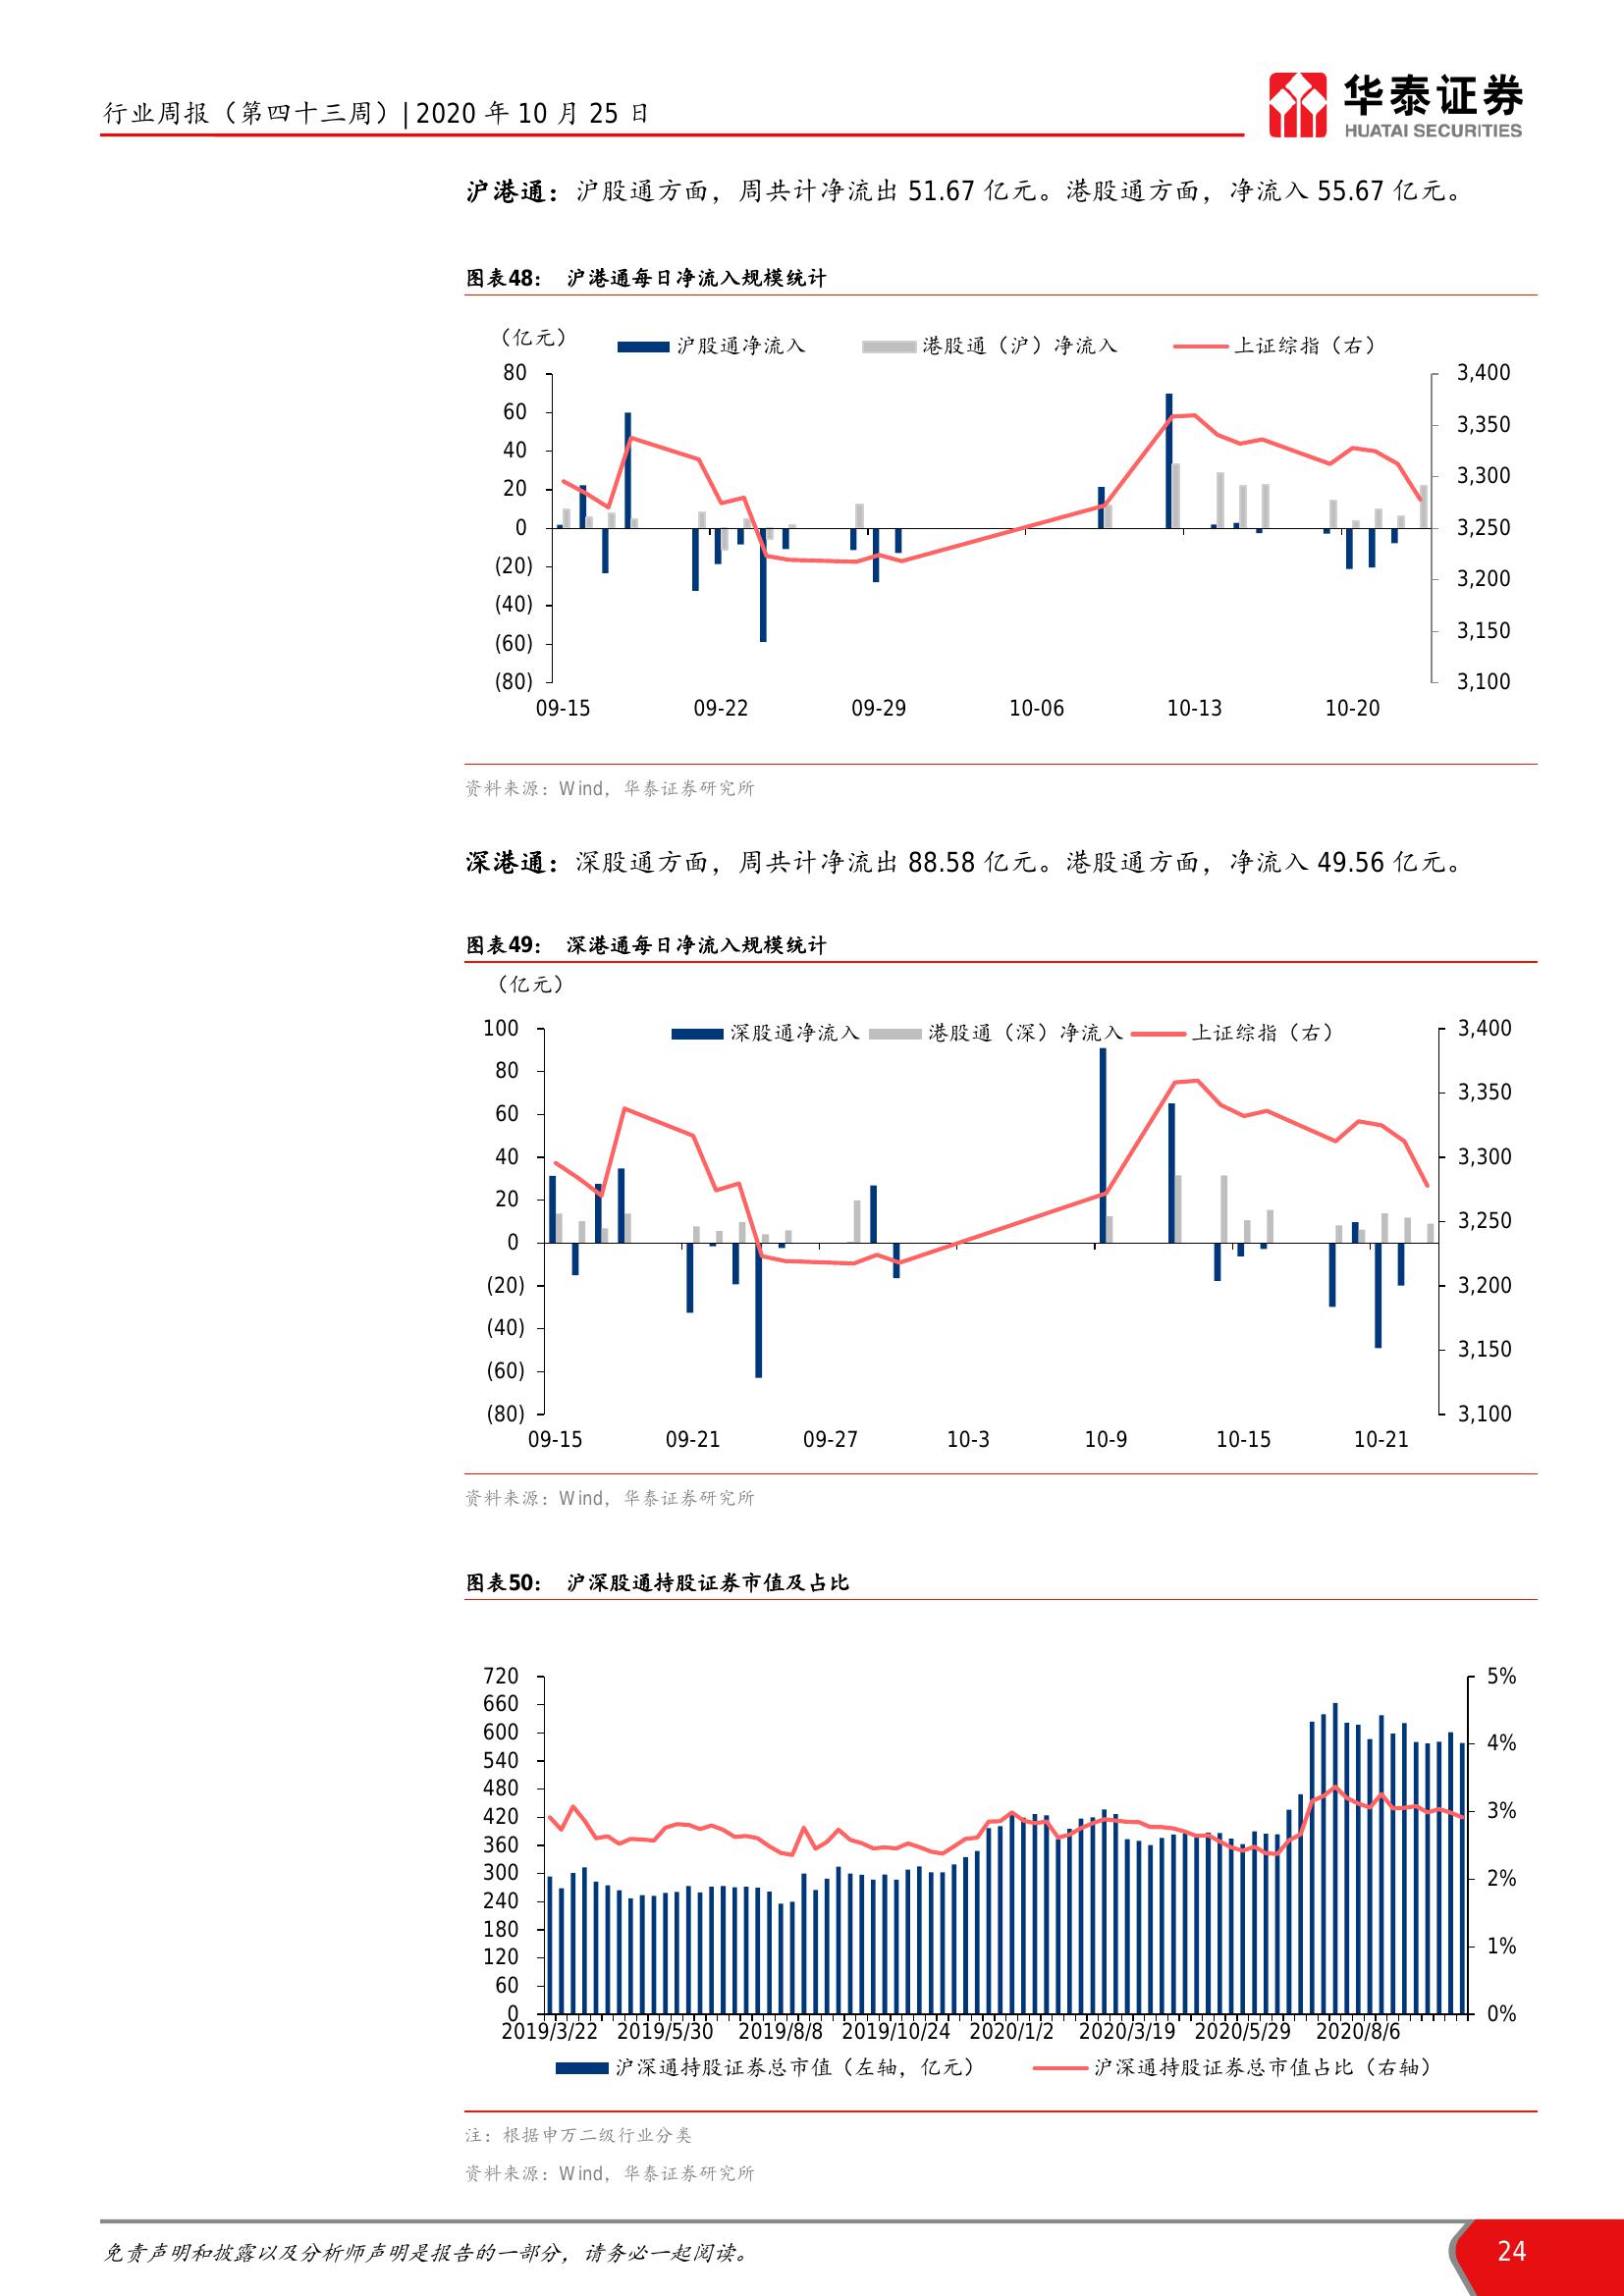 行业周报（第四十三周）| 2020 年 10 月 25 日
华泰证券
HUATAI SECURITIES
沪港通：沪股通方面，周共计净流出 51.67 亿元。港股通方面，净流入 55.67 亿元。
图表48： 沪港通每日净流入规模统计
（亿元）
沪股通净流入 港股通（沪）净流入 上证综指（右）
80 3,400
60 3,350
40
20 3,300
0 3,250
(20) 3,200
(40)
(60) 3,150
(80) 3,100
09-15 09-22 09-29 10-06 10-13 10-20
资料来源：Wind，华泰证券研究所
深港通：深股通方面，周共计净流出 88.58 亿元。港股通方面，净流入 49.56 亿元。
图表49： 深港通每日净流入规模统计
（亿元）
深股通净流入 港股通（深）净流入 上证综指（右）
100 3,400
80 3,350
60
40 3,300
20 3,250
0
(20) 3,200
(40) 3,150
(60)
(80) 3,100
09-15 09-21 09-27 10-3 10-9 10-15 10-21
资料来源：Wind，华泰证券研究所
图表50： 沪深股通持股证券市值及占比
720 5%
660
600 4%
540
480
420 3%
360
300 2%
240
180
120 1%
60
0 0%
2019/3/22 2019/5/30 2019/8/8 2019/10/24 2020/1/2 2020/3/19 2020/5/29 2020/8/6
沪深通持股证券总市值（左轴，亿元） 沪深通持股证券总市值占比（右轴）
注：根据申万二级行业分类
资料来源：Wind，华泰证券研究所
免责声明和披露以及分析师声明是报告的一部分，请务必一起阅读。
24